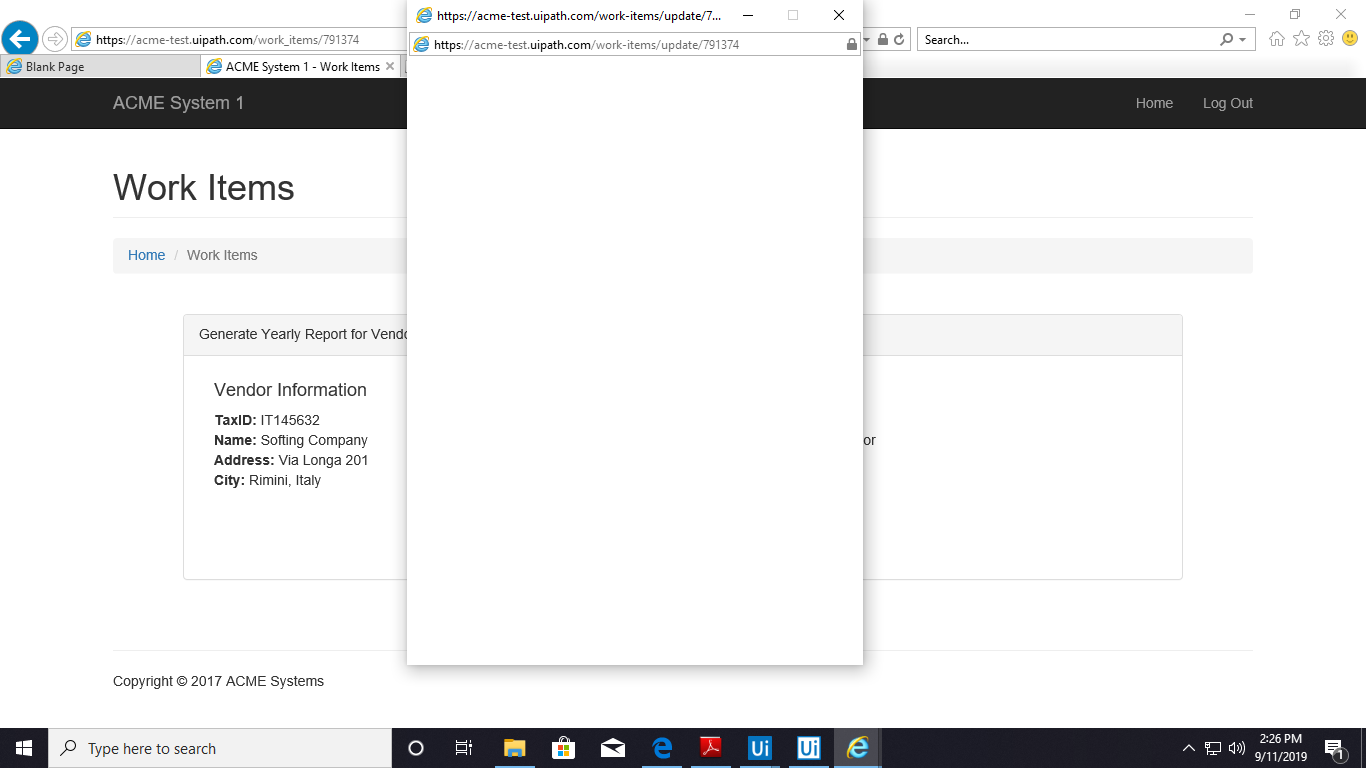 https://acme-test.uipath.com/work-items/update/7...
https://acme-test.uipath.com/work_items/791374
https://acme-test.uipath.com/work-items/update/791374
Search...
Blank Page
ACME System 1 - Work Items
ACME System 1
Home
Log Out
Work Items
Home / Work Items
Generate Yearly Report for Vendo
Vendor Information
TaxID: IT145632
Name: Softing Company
or
Address: Via Longa 201
City: Rimini, Italy
Copyright © 2017 ACME Systems
Type here to search
Ui
Ui
2:26 PM
9/11/2019
1